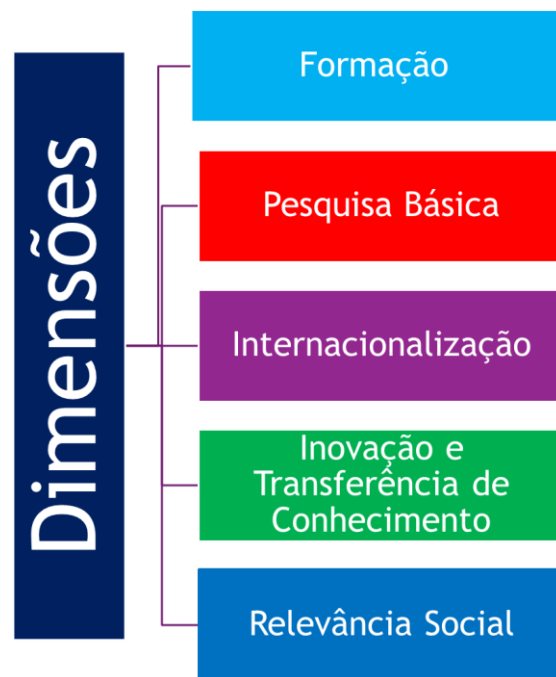 Dimensões
Formação
Pesquisa Básica
Internacionalização
Inovação e
Transferência de
Conhecimento
Relevância Social